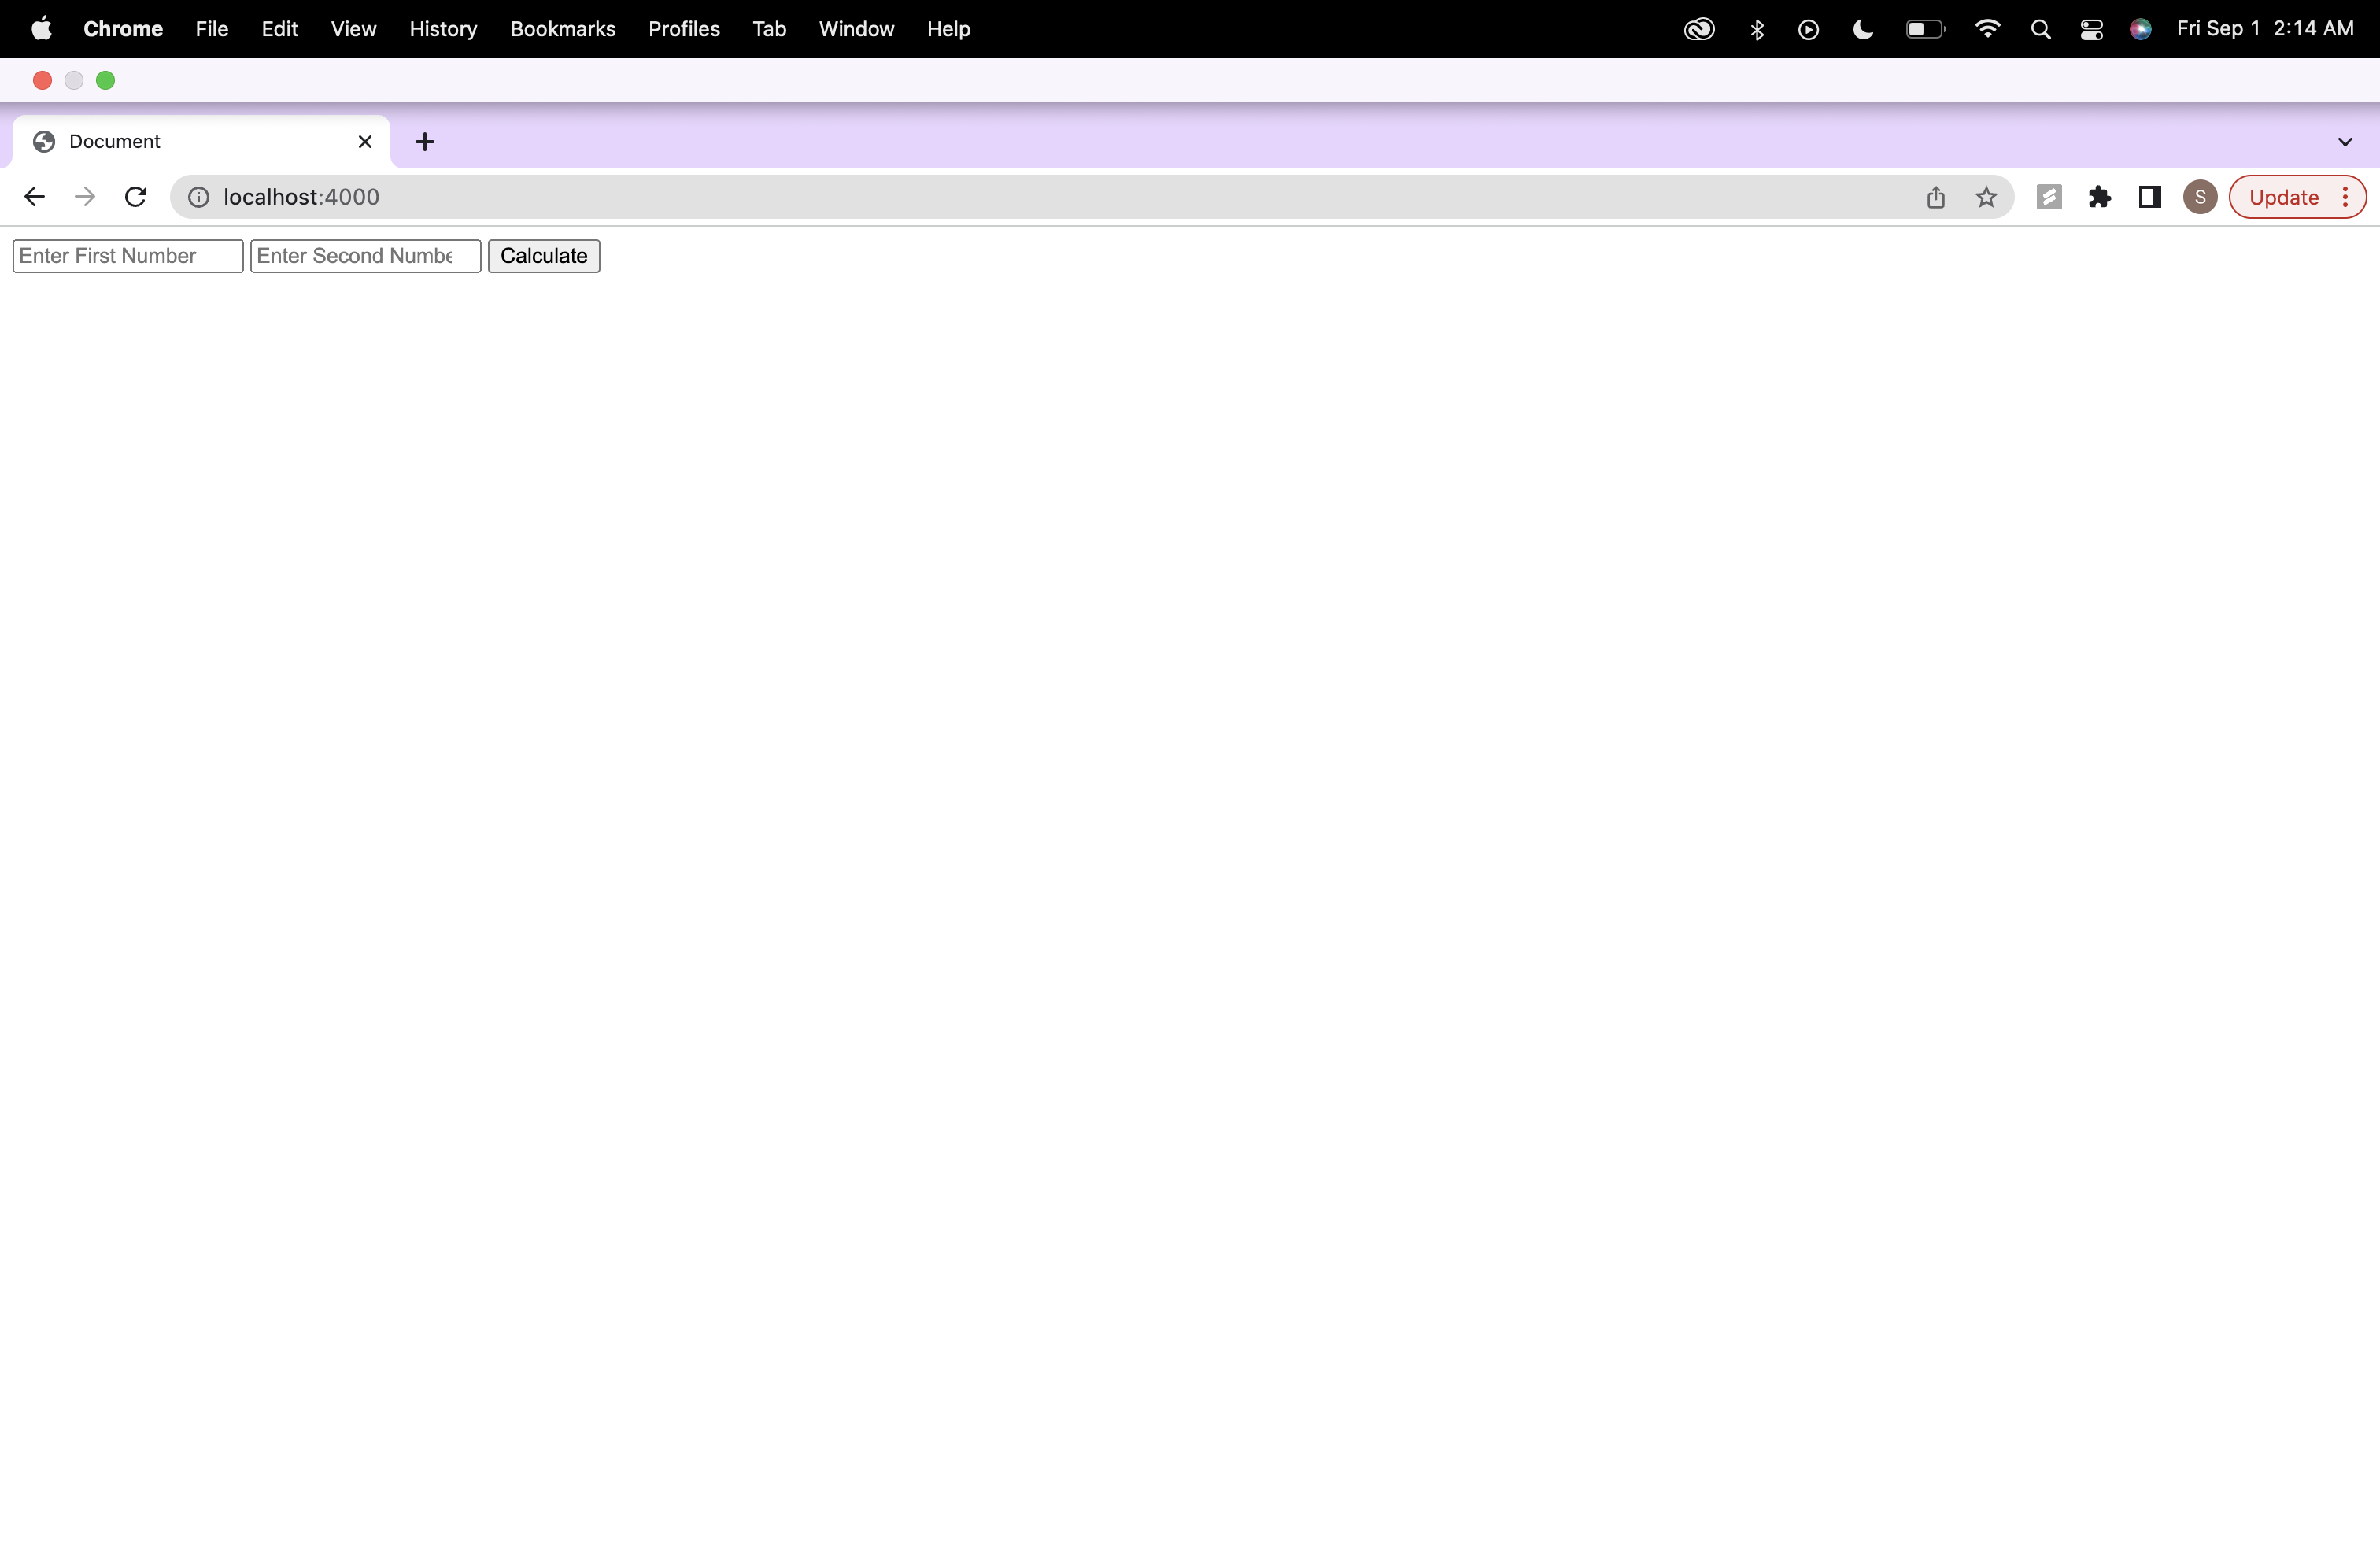 Chrome File Edit View History Bookmarks Profiles Tab Window Help Fri Sep 1 2:14 AM
Document
localhost:4000 S Update
Enter First Number Enter Second Numbe Calculate